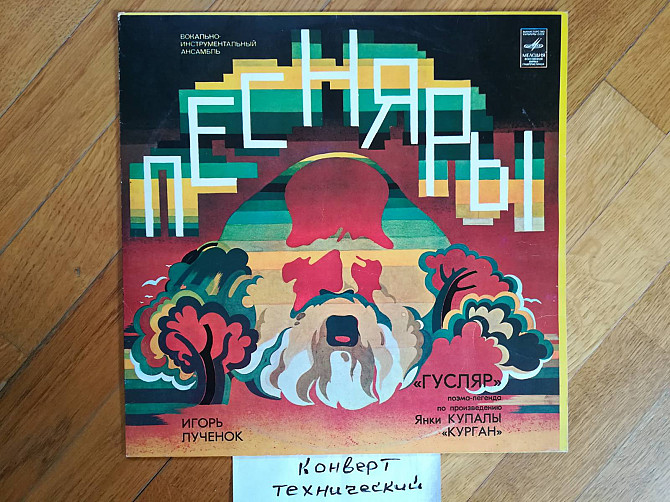 ВОКАЛЬНО-
ИНСТРУМЕНТАЛЬНЫЙ
АНСАМБЛЬ
ПЕСНЯРЫ
МЕЛОДИЯ
«ГУСЛЯР»
поэма-легенда
по произведению
Янки КУПАЛЫ
«КУРГАН»
ИГОРЬ
ЛУЧЕНОК
Конверт
технический